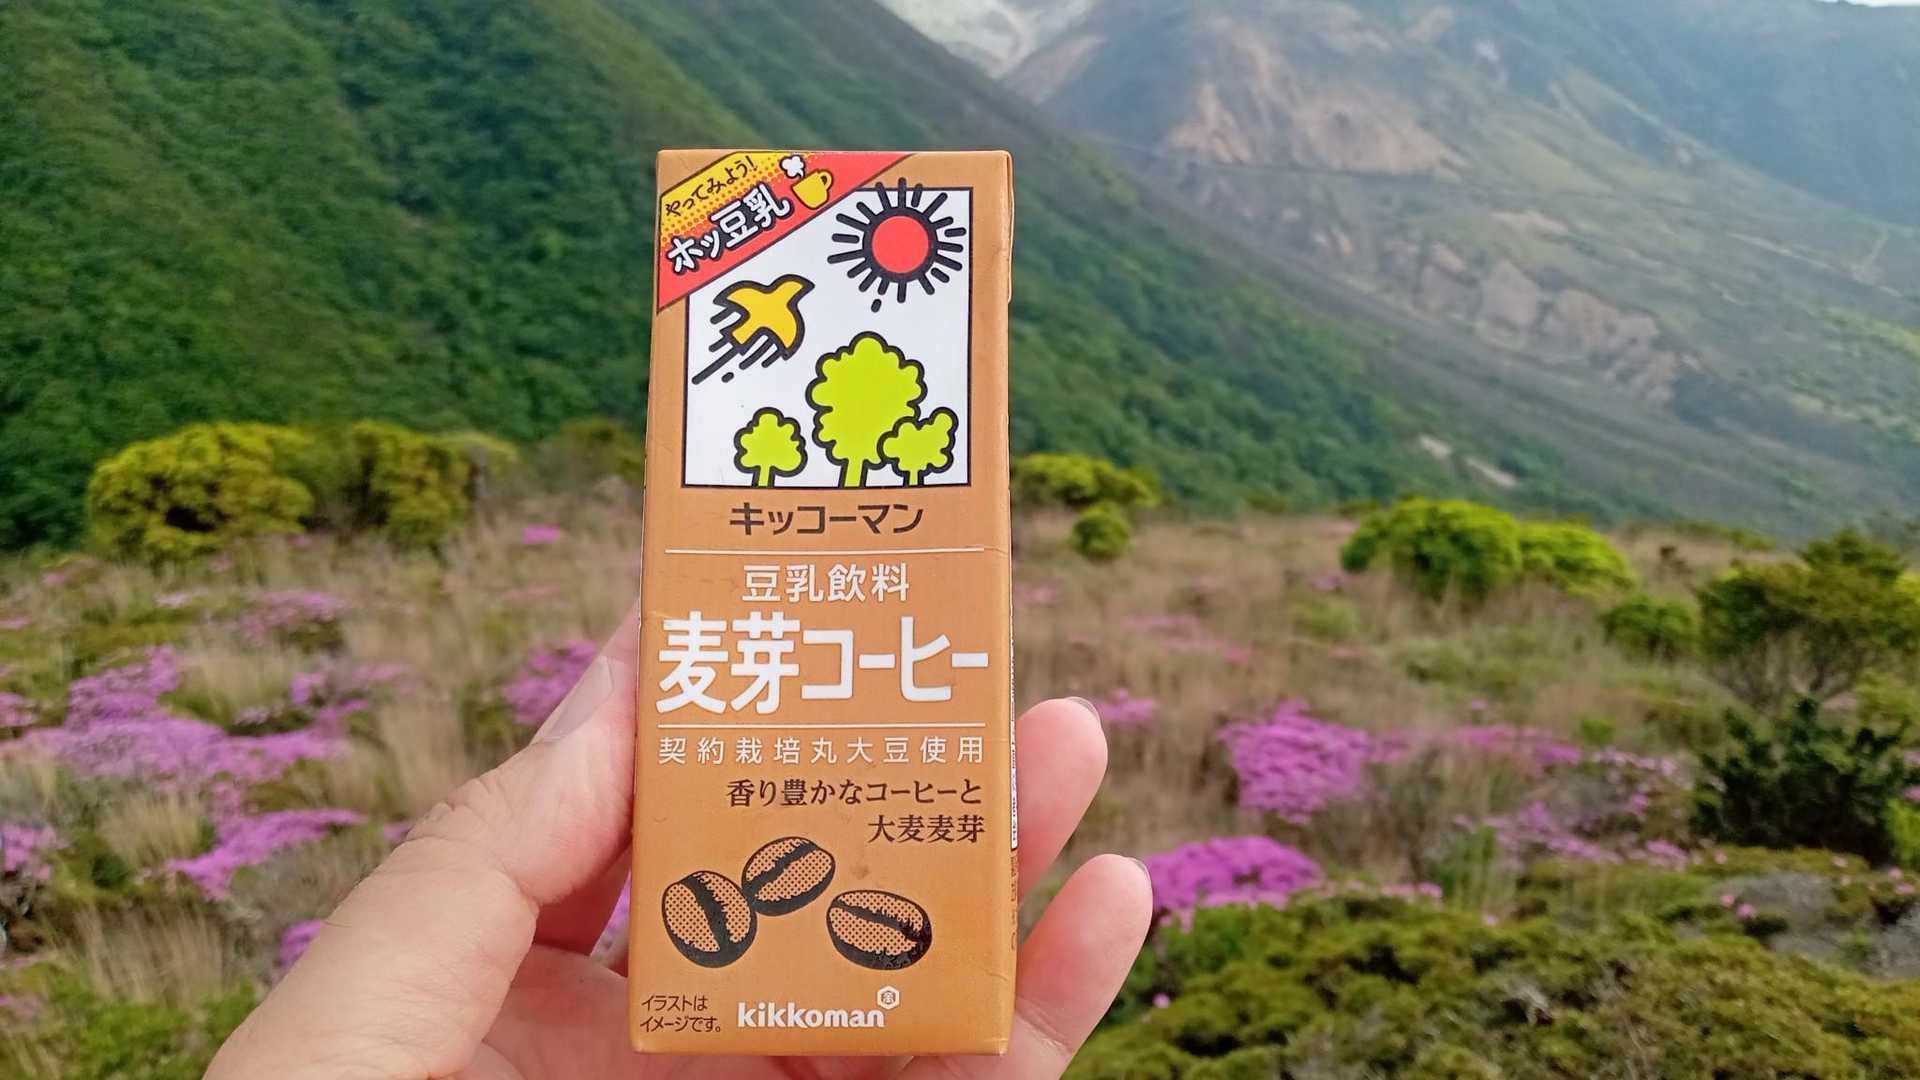 やってみよう!
ホッ豆乳
キッコーマン
豆乳飲料
麦芽コーヒー
契約栽培丸大豆使用
香り豊かなコーヒーと
大麦麦芽
イラストは
イメージです。
kikkoman